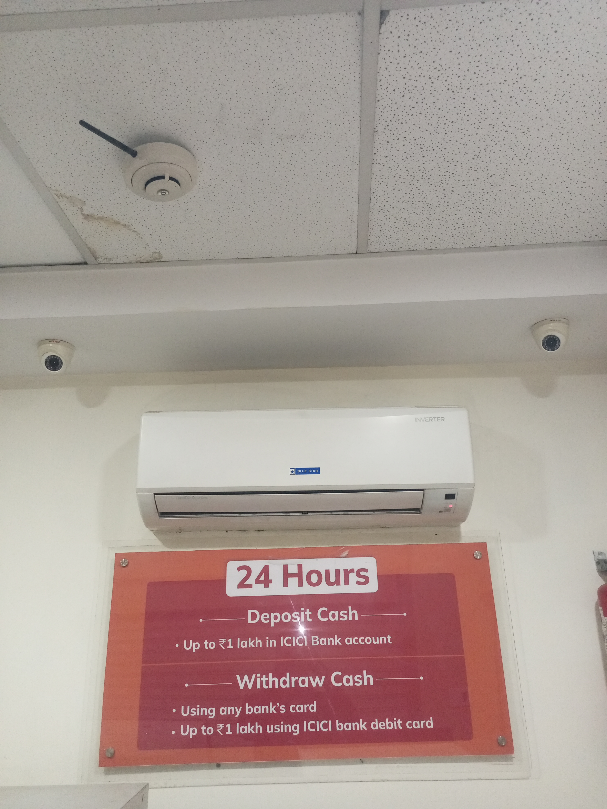 INVERTER
24 Hours
Deposit Cash
• Up to ₹1 lakh in ICICI Bank account
Withdraw Cash
• Using any bank's card
• Up to ₹1 lakh using ICICI bank debit card